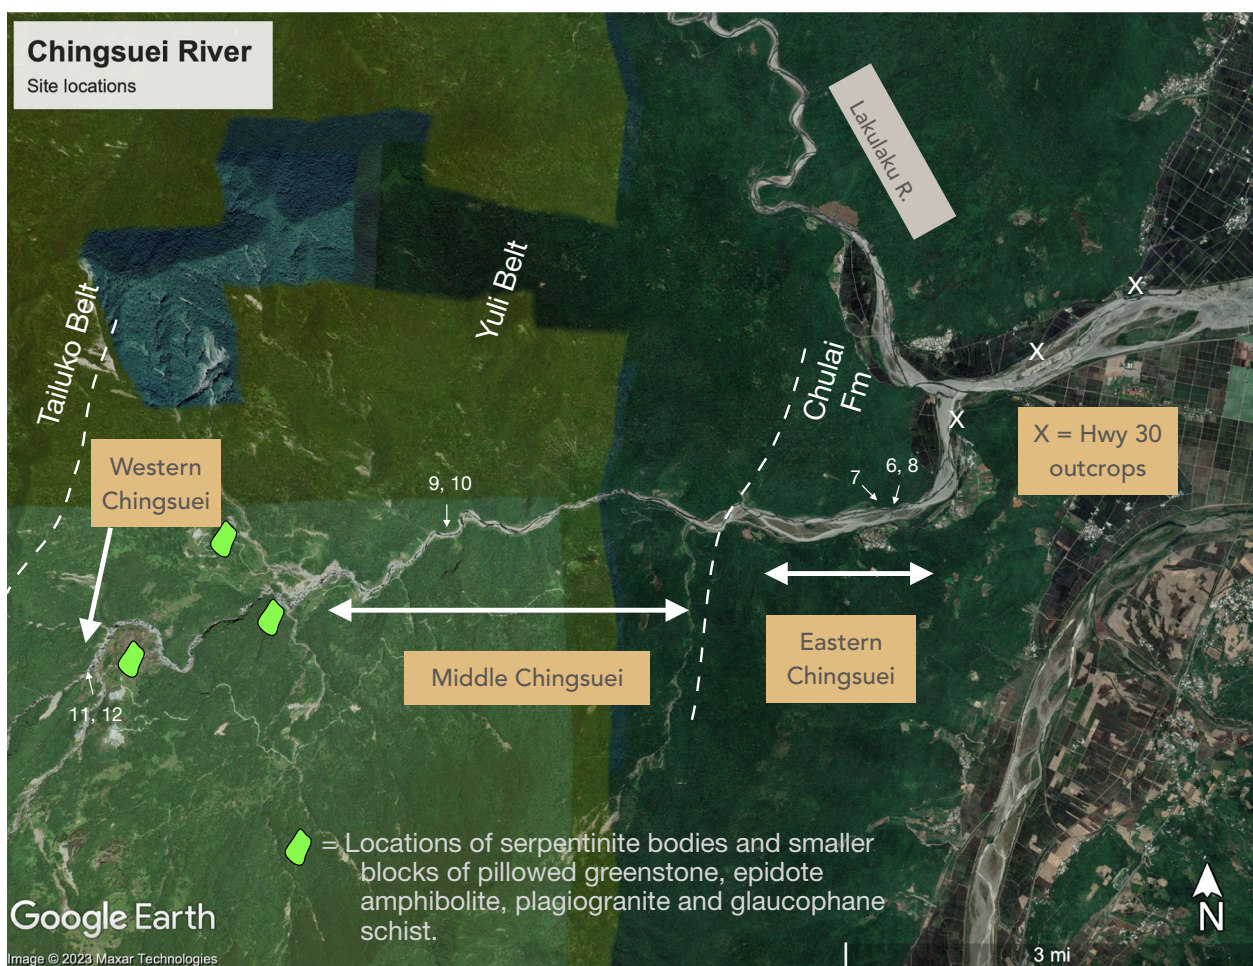 Chingsuei River
Site locations
Lakulaku R.
Yuli Belt
Tailuko Belt
Chulai
Fm.
X
X
X
X = Hwy 30
outcrops
Western
Chingsuei
9, 10
7
6, 8
Middle Chingsuei
Eastern
Chingsuei
11, 12
= Locations of serpentinite bodies and smaller
blocks of pillowed greenstone, epidote
amphibolite, plagiogranite and glaucophane
schist.
Google Earth
Image © 2023 Maxar Technologies
N
3 mi